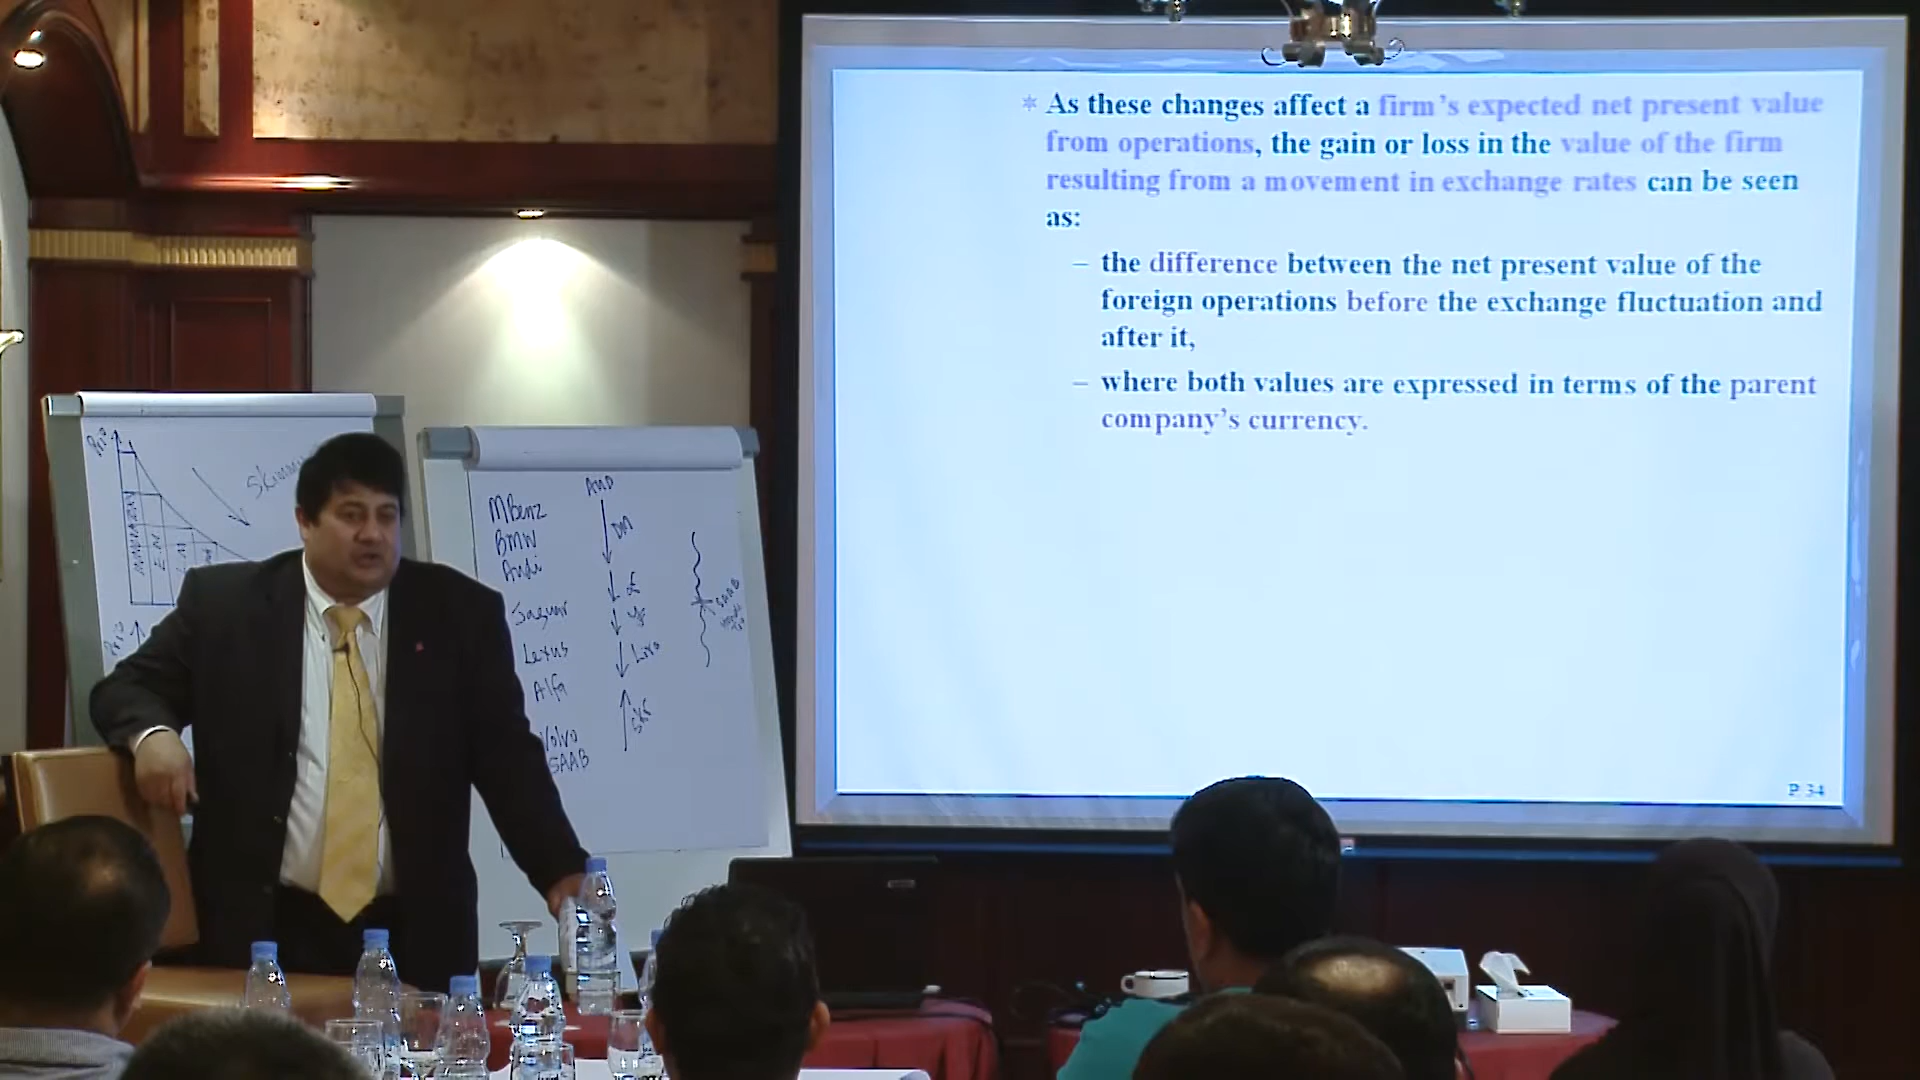 * As these changes affect a firm's expected net present value
from operations, the gain or loss in the value of the firm
resulting from a movement in exchange rates can be seen
as:
– the difference between the net present value of the
foreign operations before the exchange fluctuation and
after it,
– where both values are expressed in terms of the parent
company's currency.
P. 34
MBenz
BMW
Audi
Jaguar
Lexus
Alfa
Volvo
SAAB
DM
£
Lira
SKr
SAAB